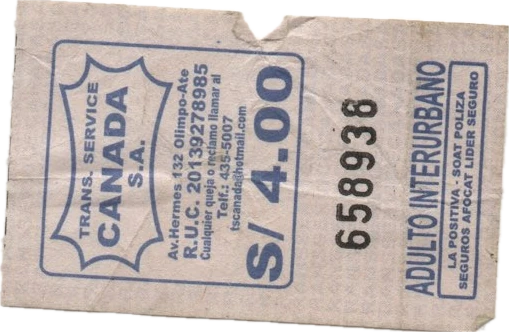 TRANS. SERVICE
CANADA
S.A.
Av.Hermes 132 Olimpo-Ate
R.U.C. 20139278985
Cualquier queja o reclamo llamar al
Telf.: 435-5007
tscanada@hotmail.com
S/ 4.00
658938
ADULTO INTERURBANO
LA POSITIVA - SOAT POLIZA
SEGUROS AFOCAT LIDER SEGURO